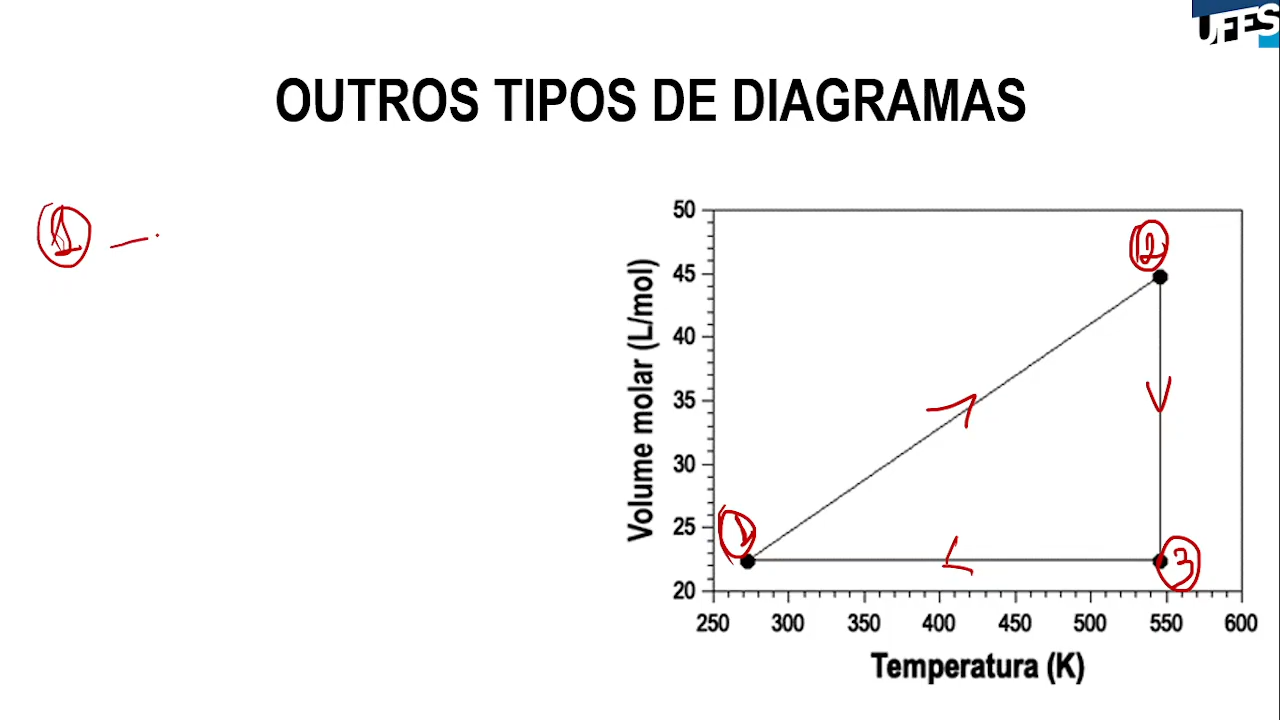 UFES
OUTROS TIPOS DE DIAGRAMAS
1 —
50
45
40
35
30
25
20
Volume molar (L/mol)
2
1
3
250 300 350 400 450 500 550 600
Temperatura (K)